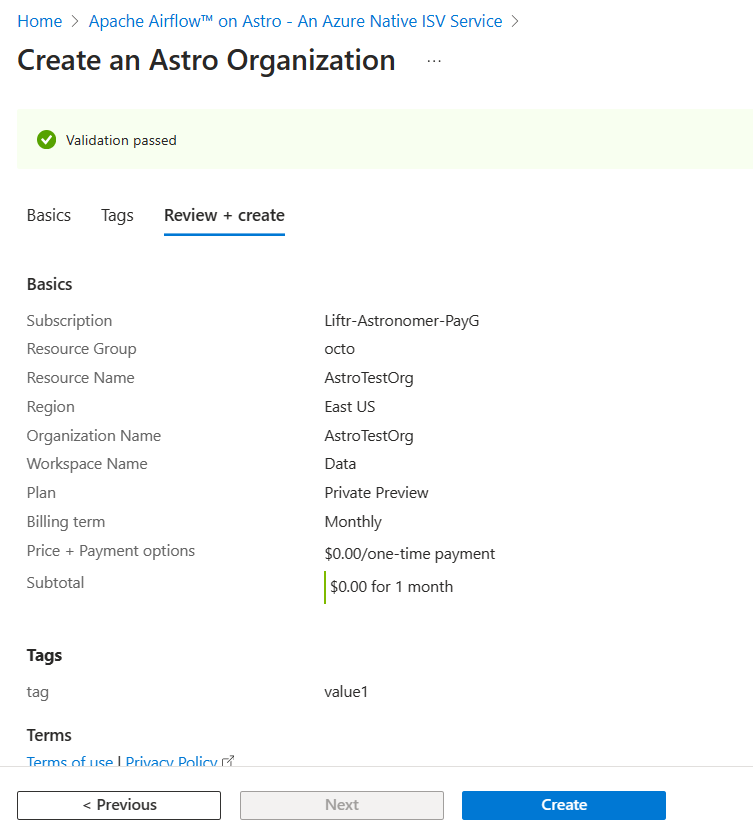 Home > Apache Airflow™ on Astro - An Azure Native ISV Service >
Create an Astro Organization ...
Validation passed
Basics Tags Review + create
Basics
Subscription Liftr-Astronomer-PayG
Resource Group octo
Resource Name AstroTestOrg
Region East US
Organization Name AstroTestOrg
Workspace Name Data
Plan Private Preview
Billing term Monthly
Price + Payment options $0.00/one-time payment
Subtotal $0.00 for 1 month
Tags
tag value1
Terms
Terms of use | Privacy Policy
< Previous Next Create